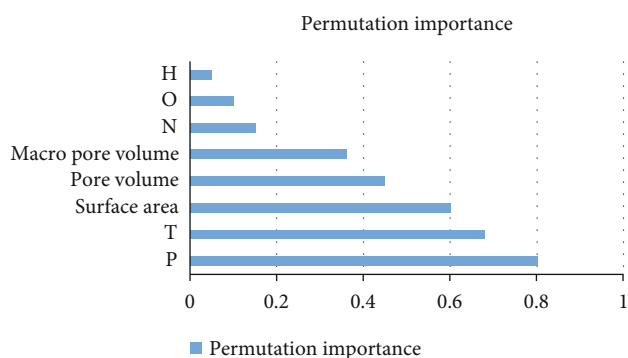 Permutation importance
H
O
N
Macro pore volume
Pore volume
Surface area
T
P
0 0.2 0.4 0.6 0.8 1
Permutation importance